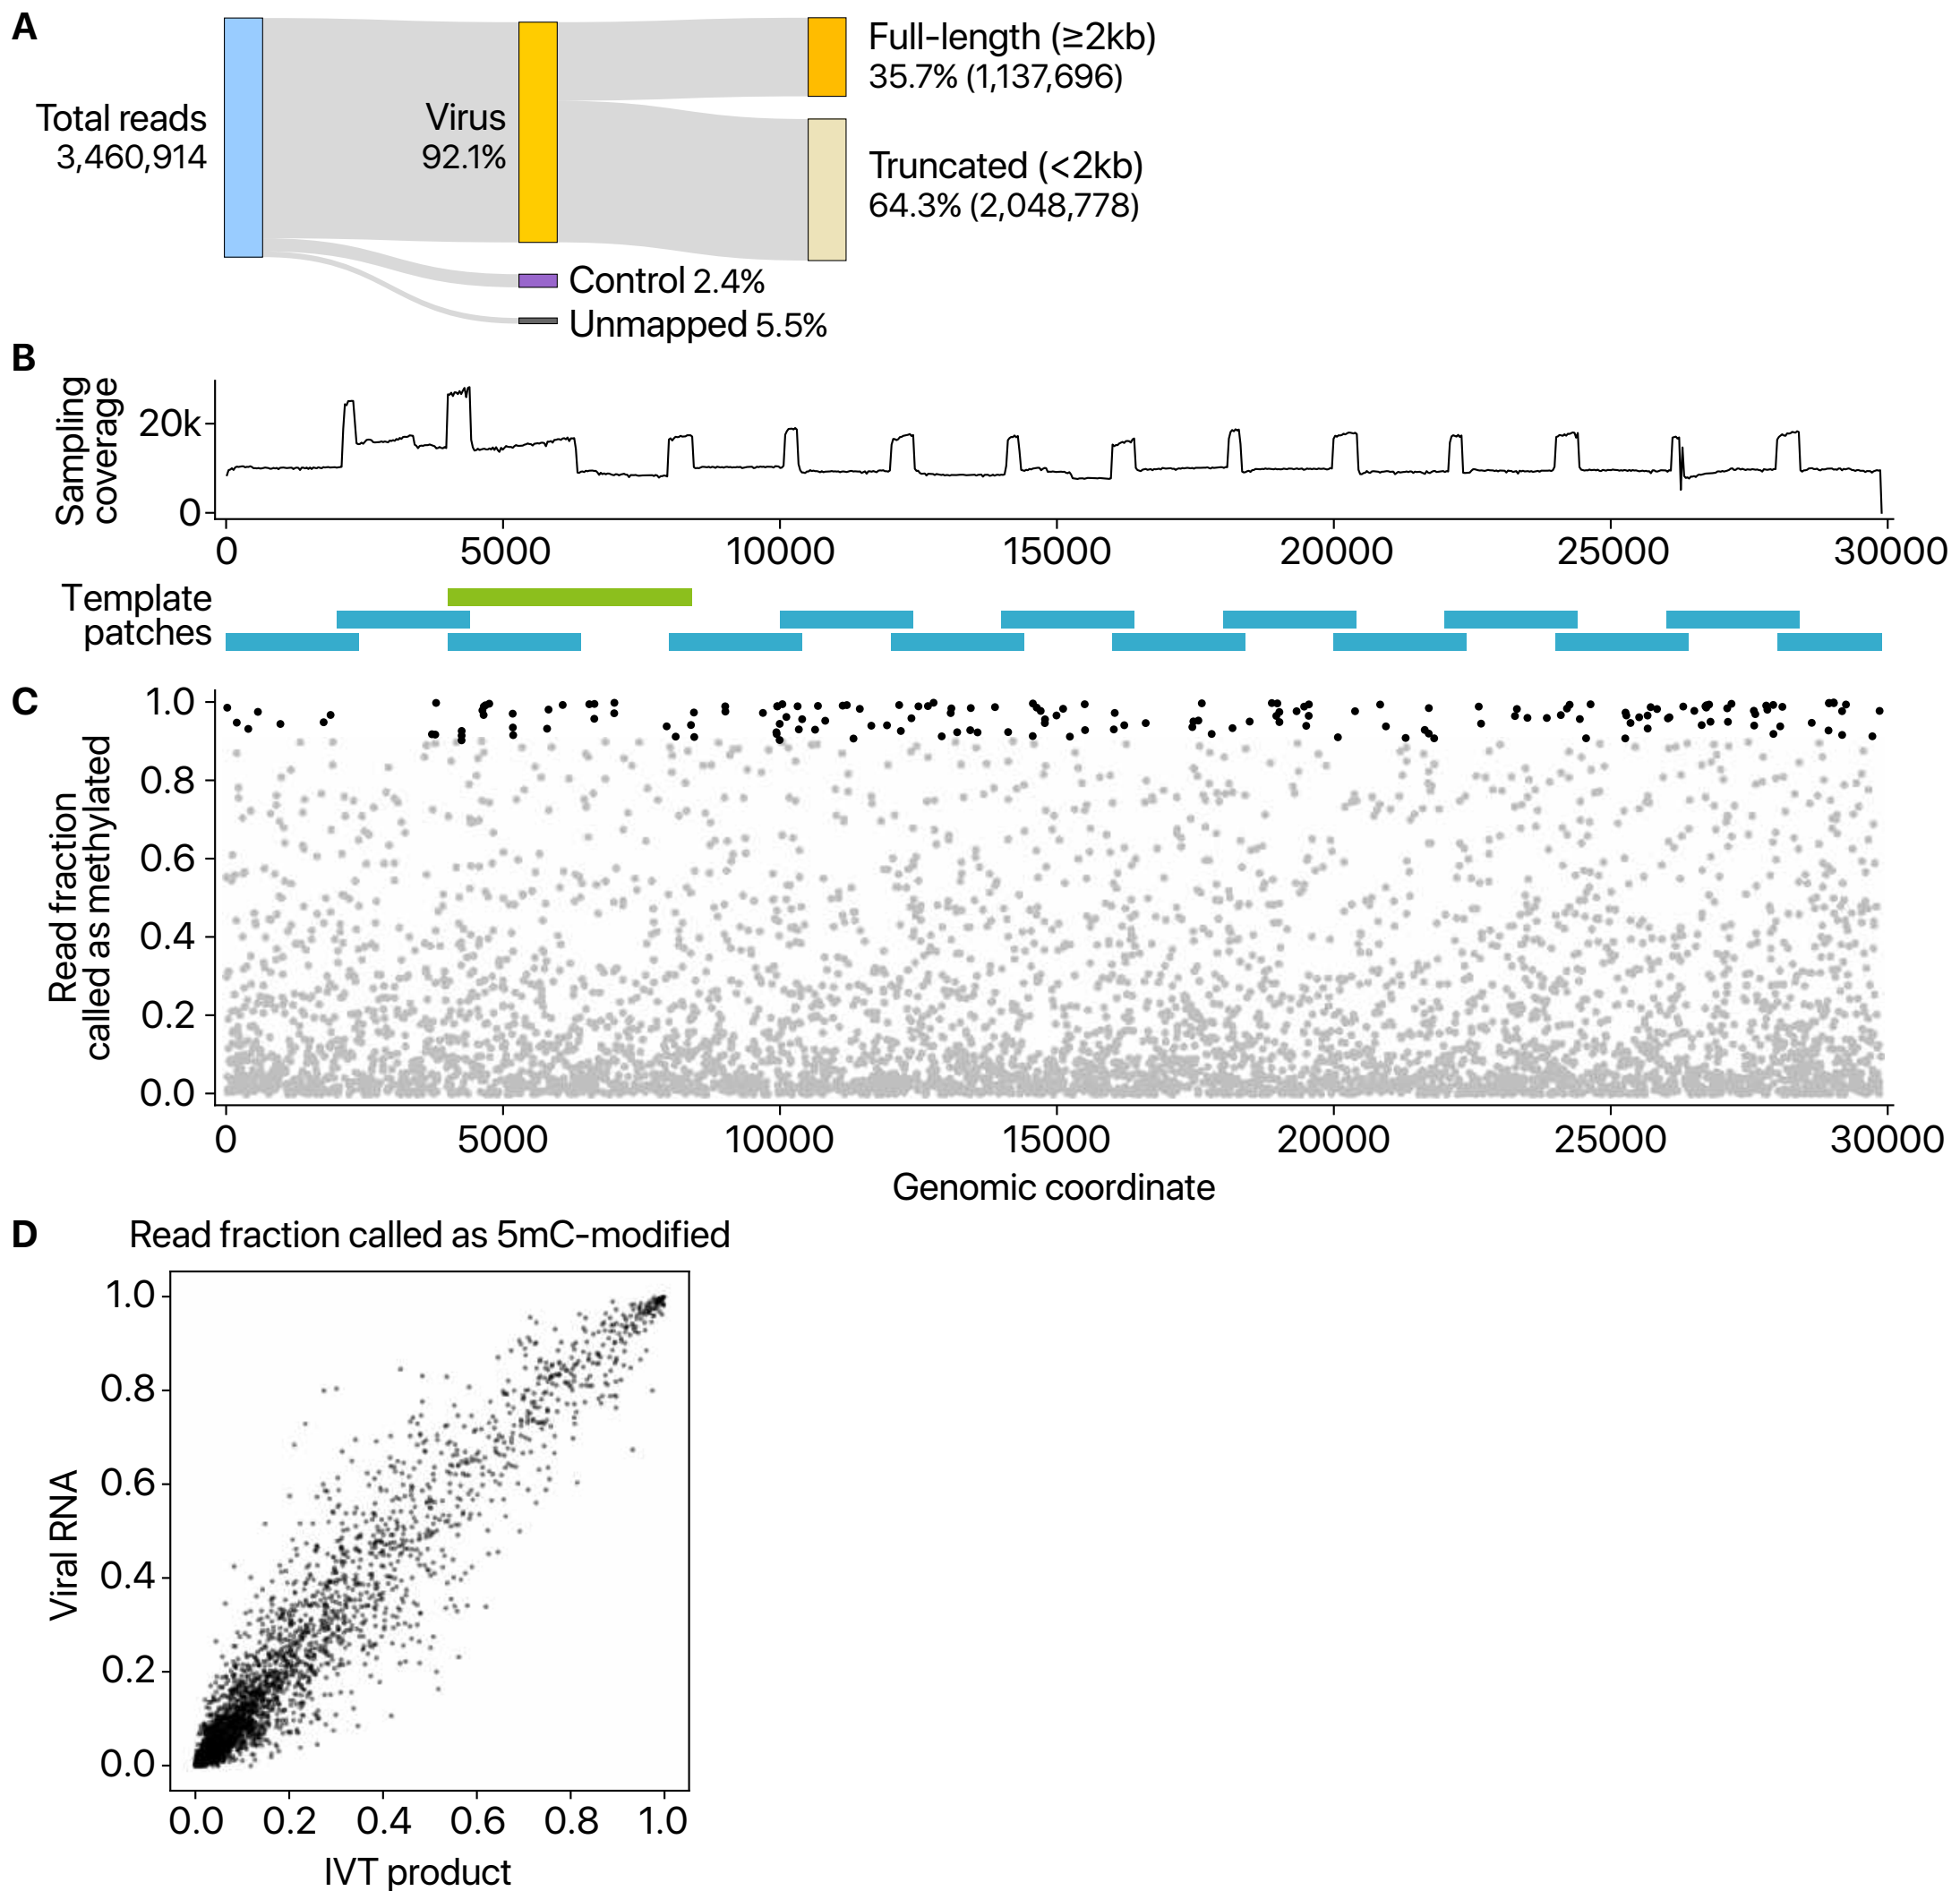 A
Total reads
3,460,914
Virus
92.1%
Full-length (≥2kb)
35.7% (1,137,696)
Truncated (<2kb)
64.3% (2,048,778)
Control 2.4%
Unmapped 5.5%
B
Sampling
coverage
20k
0
0 5000 10000 15000 20000 25000 30000
Template
patches
C
Read fraction
called as methylated
1.0
0.8
0.6
0.4
0.2
0.0
0 5000 10000 15000 20000 25000 30000
Genomic coordinate
D
Read fraction called as 5mC-modified
Viral RNA
1.0
0.8
0.6
0.4
0.2
0.0
0.0 0.2 0.4 0.6 0.8 1.0
IVT product